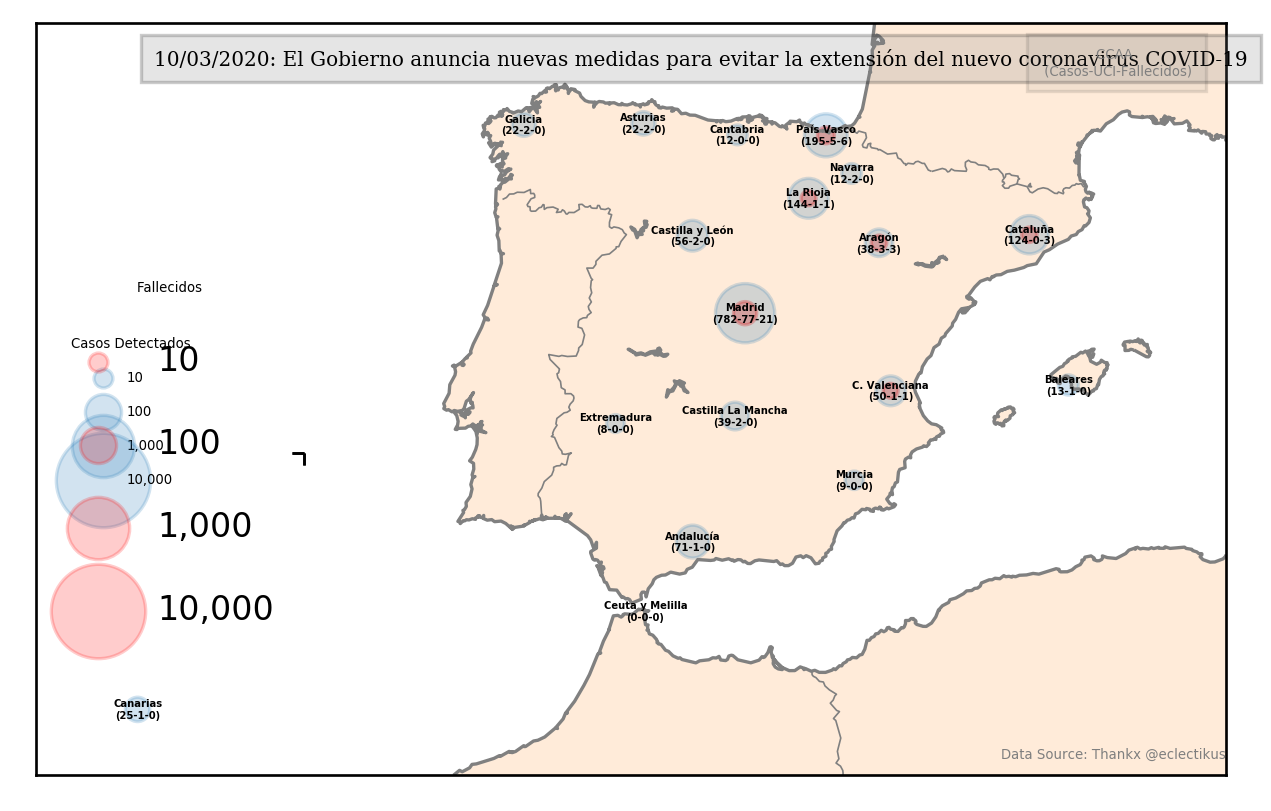 10/03/2020: El Gobierno anuncia nuevas medidas para evitar la extensión del nuevo coronavirus COVID-19
CCAA
(Casos-UCI-Fallecidos)
Galicia
(22-2-0)
Asturias
(22-2-0)
Cantabria
(12-0-0)
País Vasco
(195-5-6)
Navarra
(12-2-0)
La Rioja
(144-1-1)
Castilla y León
(56-2-0)
Aragón
(38-3-3)
Cataluña
(124-0-3)
Madrid
(782-77-21)
C. Valenciana
(50-1-1)
Baleares
(13-1-0)
Extremadura
(8-0-0)
Castilla La Mancha
(39-2-0)
Murcia
(9-0-0)
Andalucía
(71-1-0)
Ceuta y Melilla
(0-0-0)
Canarias
(25-1-0)
Fallecidos
10
100
1,000
10,000
Casos Detectados
10
100
1,000
10,000
Data Source: Thankx @eclectikus